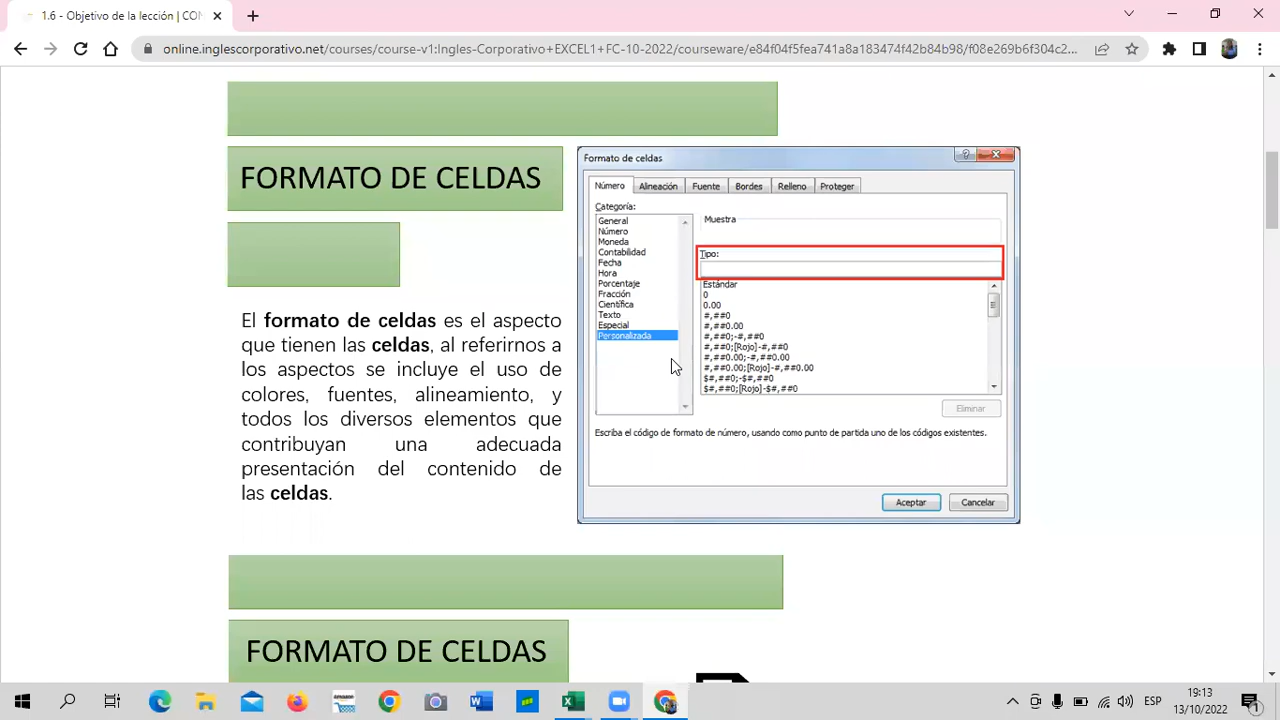 1.6 - Objetivo de la lección | CON
online.inglescorporativo.net/courses/course-v1:Ingles-Corporativo+EXCEL1+FC-10-2022/courseware/e84f04f5fea741a8a183474f42b84b98/f08e269b6f304c2...
FORMATO DE CELDAS
El formato de celdas es el aspecto
que tienen las celdas, al referirnos a
los aspectos se incluye el uso de
colores, fuentes, alineamiento, y
todos los diversos elementos que
contribuyan una adecuada
presentación del contenido de
las celdas.
Formato de celdas
Número Alineación Fuente Bordes Relleno Proteger
Categoría:
General
Número
Moneda
Contabilidad
Fecha
Hora
Porcentaje
Fracción
Científica
Texto
Especial
Personalizada
Muestra
Tipo:
Estándar
0
0.00
#,##0
#,##0.00
#,##0;-#,##0
#,##0;[Rojo]-#,##0
#,##0.00;-#,##0.00
#,##0.00;[Rojo]-#,##0.00
$#,##0;-$#,##0
$#,##0;[Rojo]-$#,##0
Eliminar
Escriba el código de formato de número, usando como punto de partida uno de los códigos existentes.
Aceptar Cancelar
FORMATO DE CELDAS
ESP
19:13
13/10/2022